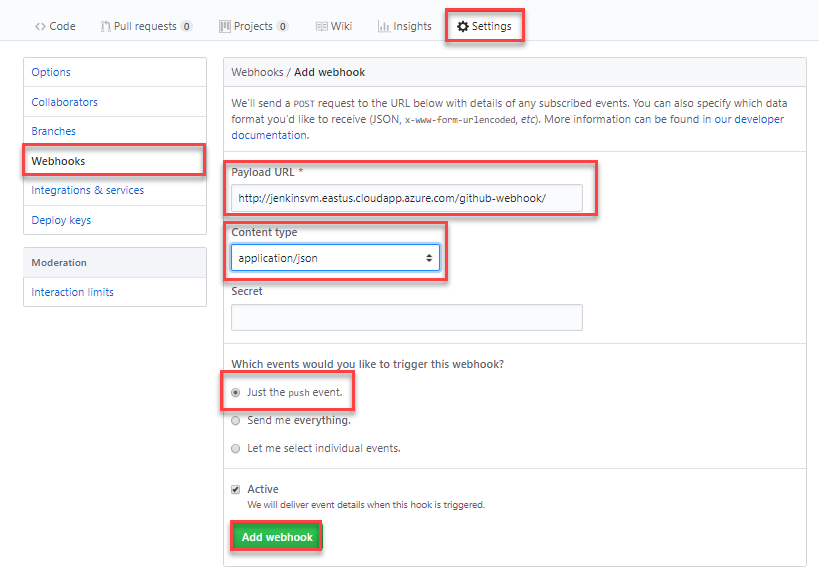 Code Pull requests 0 Projects 0 Wiki Insights Settings
Options
Collaborators
Branches
Webhooks
Integrations & services
Deploy keys
Moderation
Interaction limits
Webhooks / Add webhook
We'll send a POST request to the URL below with details of any subscribed events. You can also specify which data
format you'd like to receive (JSON, x-www-form-urlencoded, etc). More information can be found in our developer
documentation.
Payload URL *
http://jenkinsvm.eastus.cloudapp.azure.com/github-webhook/
Content type
application/json
Secret
Which events would you like to trigger this webhook?
Just the push event.
Send me everything.
Let me select individual events.
Active
We will deliver event details when this hook is triggered.
Add webhook